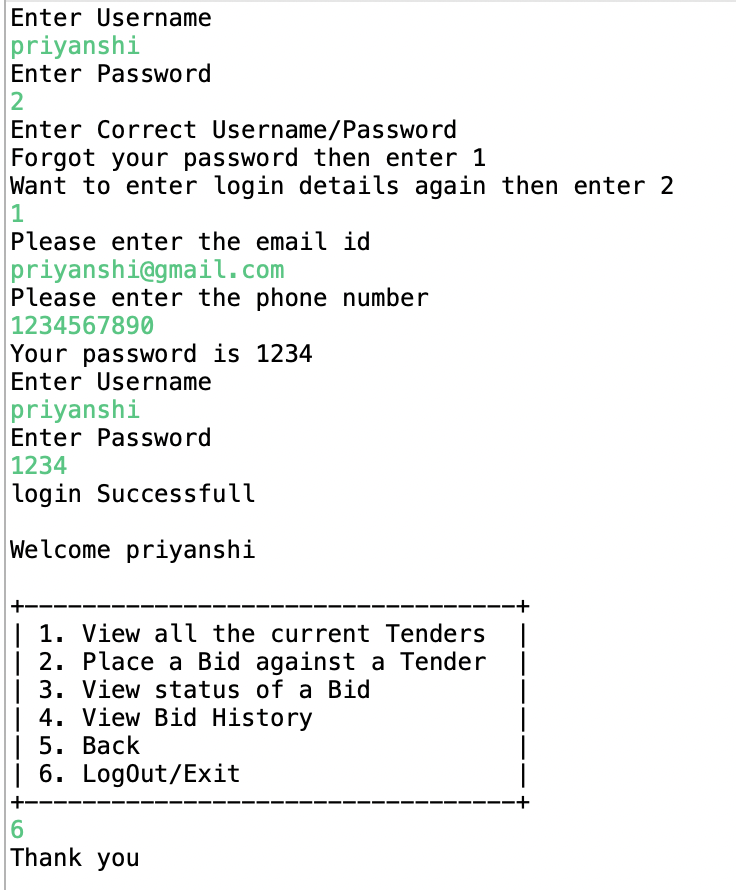 Enter Username
priyanshi
Enter Password
2
Enter Correct Username/Password
Forgot your password then enter 1
Want to enter login details again then enter 2
1
Please enter the email id
priyanshi@gmail.com
Please enter the phone number
1234567890
Your password is 1234
Enter Username
priyanshi
Enter Password
1234
login Successfull
Welcome priyanshi
+----------------------------------+
| 1. View all the current Tenders  |
| 2. Place a Bid against a Tender  |
| 3. View status of a Bid          |
| 4. View Bid History              |
| 5. Back                          |
| 6. LogOut/Exit                   |
+----------------------------------+
6
Thank you